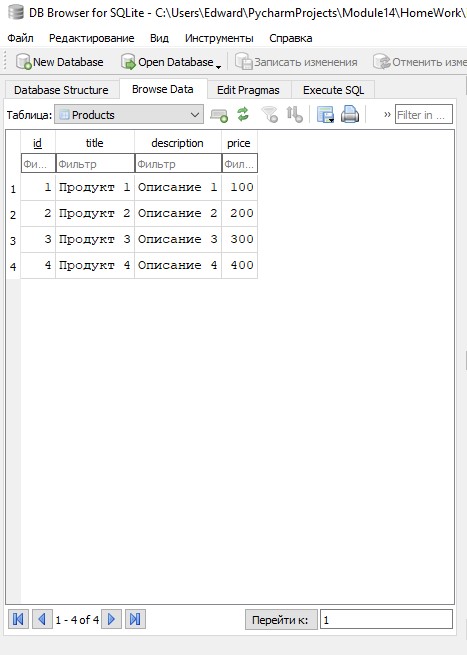 DB Browser for SQLite - C:\Users\Edward\PycharmProjects\Module14\HomeWork\
Файл Редактирование Вид Инструменты Справка
New Database Open Database Записать изменения Отменить изме
Database Structure Browse Data Edit Pragmas Execute SQL
Таблица: Products » Filter in ...
id title description price
Фи... Фильтр Фильтр Фил...
1 1 Продукт 1 Описание 1 100
2 2 Продукт 2 Описание 2 200
3 3 Продукт 3 Описание 3 300
4 4 Продукт 4 Описание 4 400
1 - 4 of 4 Перейти к: 1